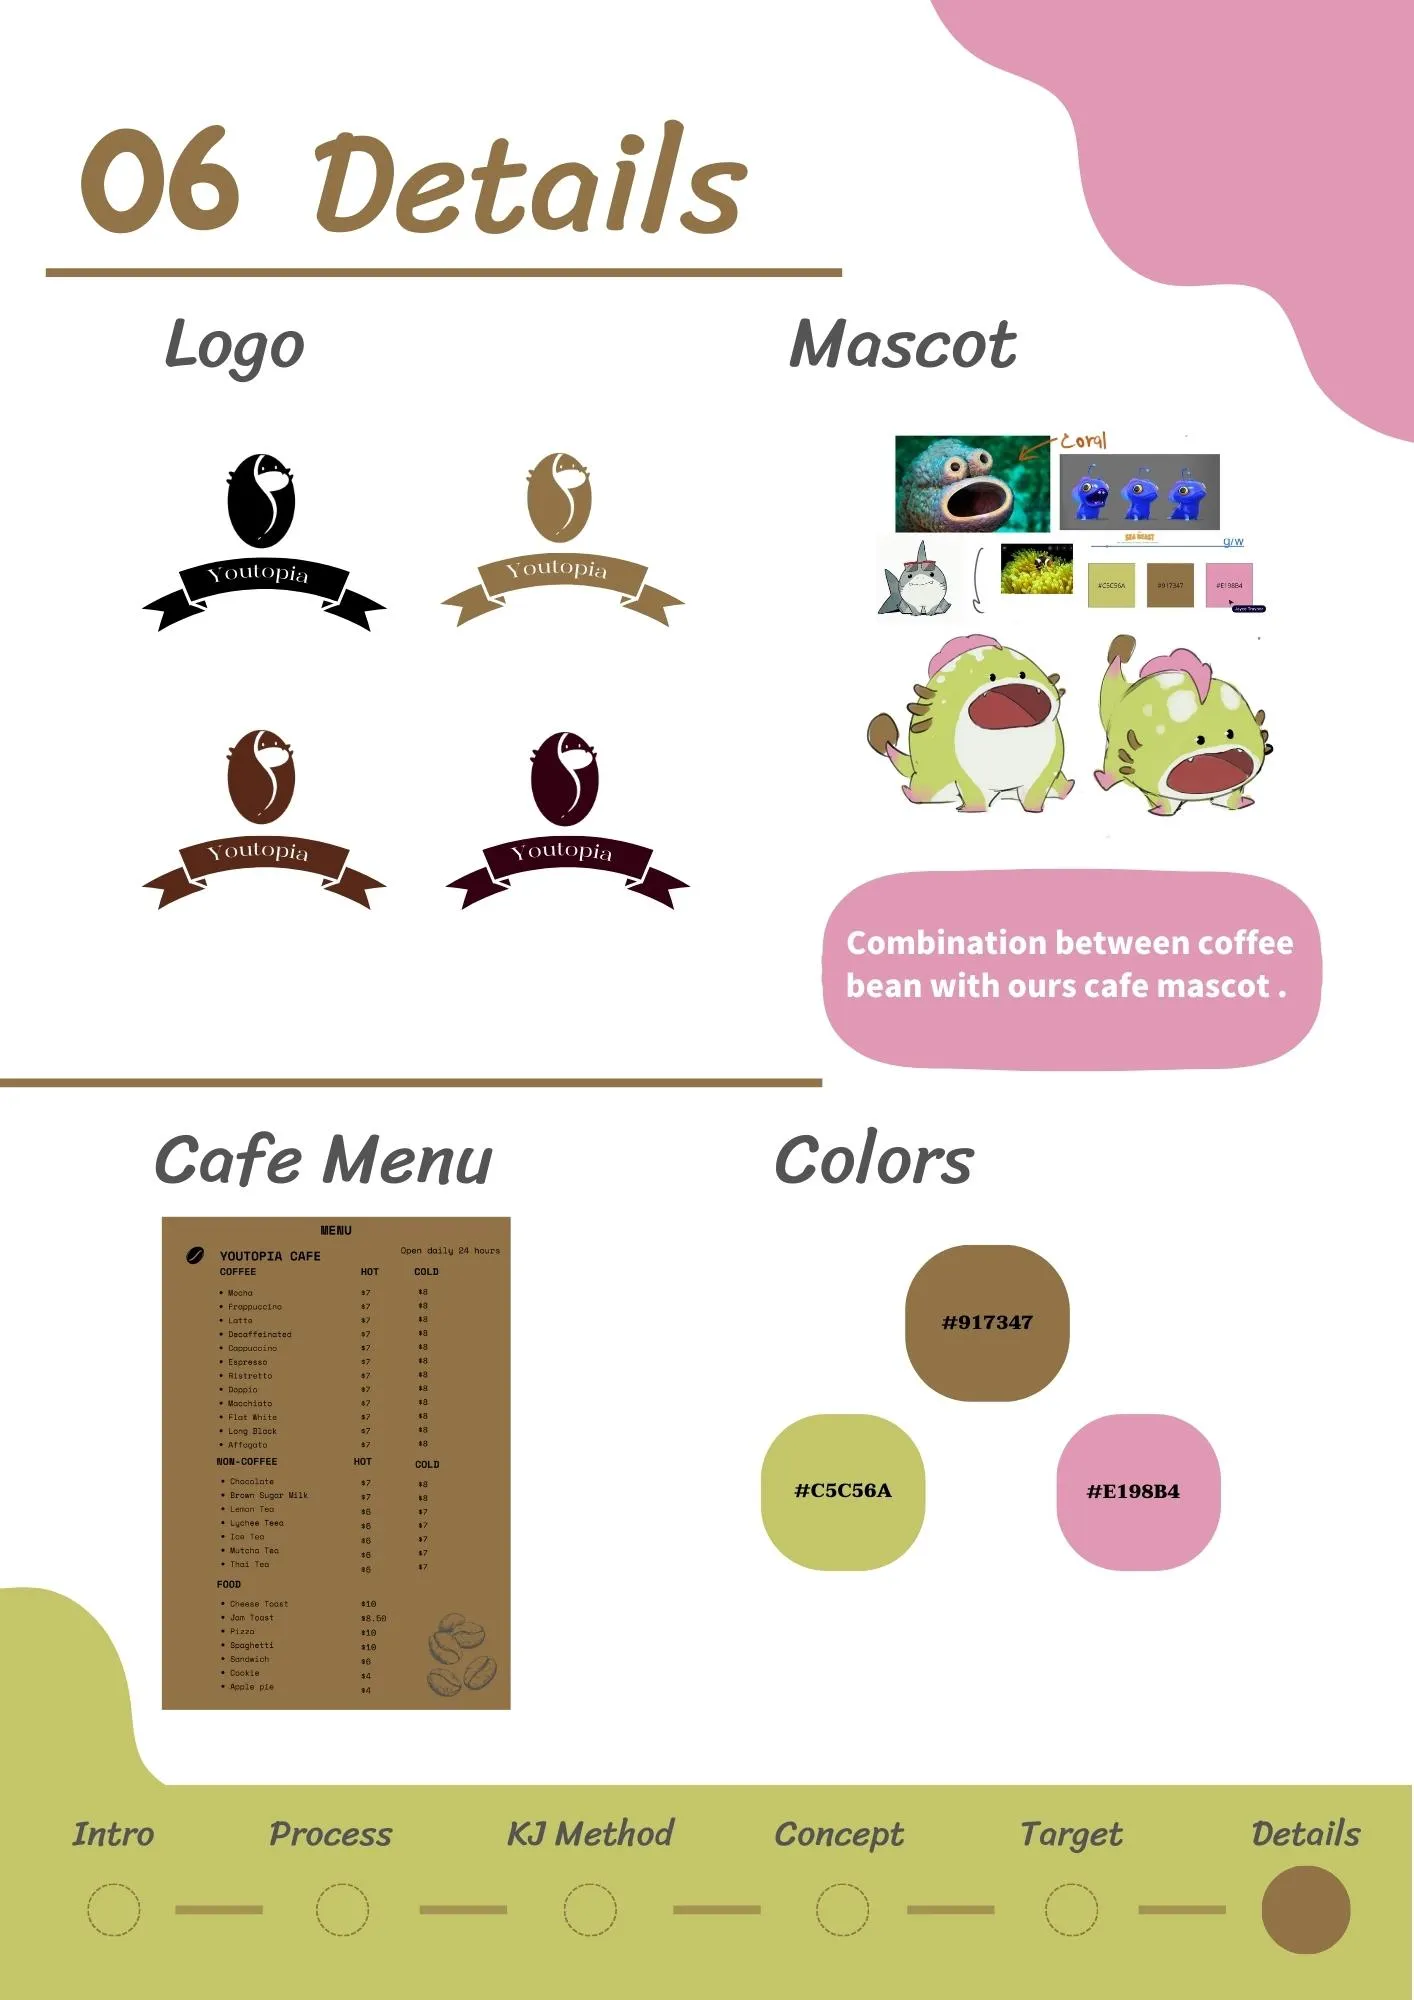 06 Details
Logo
Mascot
Youtopia
Youtopia
Youtopia
Youtopia
Coral
SEA BEAST
g/w
#C5C56A
#917347
#E198B4
Combination between coffee
bean with ours cafe mascot .
Cafe Menu
MENU
YOUTOPIA CAFE
Open daily 24 hours
COFFEE HOT COLD
• Mocha $7 $8
• Frappuccino $7 $8
• Latte $7 $8
• Decaffeinated $7 $8
• Cappuccino $7 $8
• Espresso $7 $8
• Ristretto $7 $8
• Doppio $7 $8
• Macchiato $7 $8
• Flat White $7 $8
• Long Black $7 $8
• Affogato $7 $8
NON-COFFEE HOT COLD
• Chocolate $7 $8
• Brown Sugar Milk $7 $8
• Lemon Tea $6 $7
• Lychee Teea $6 $7
• Ice Tea $6 $7
• Mutcha Tea $6 $7
• Thai Tea $6 $7
FOOD
• Cheese Toast $10
• Jam Toast $8.50
• Pizza $10
• Spaghetti $10
• Sandwich $6
• Cookie $4
• Apple pie $4
Colors
#917347
#C5C56A
#E198B4
Intro Process KJ Method Concept Target Details